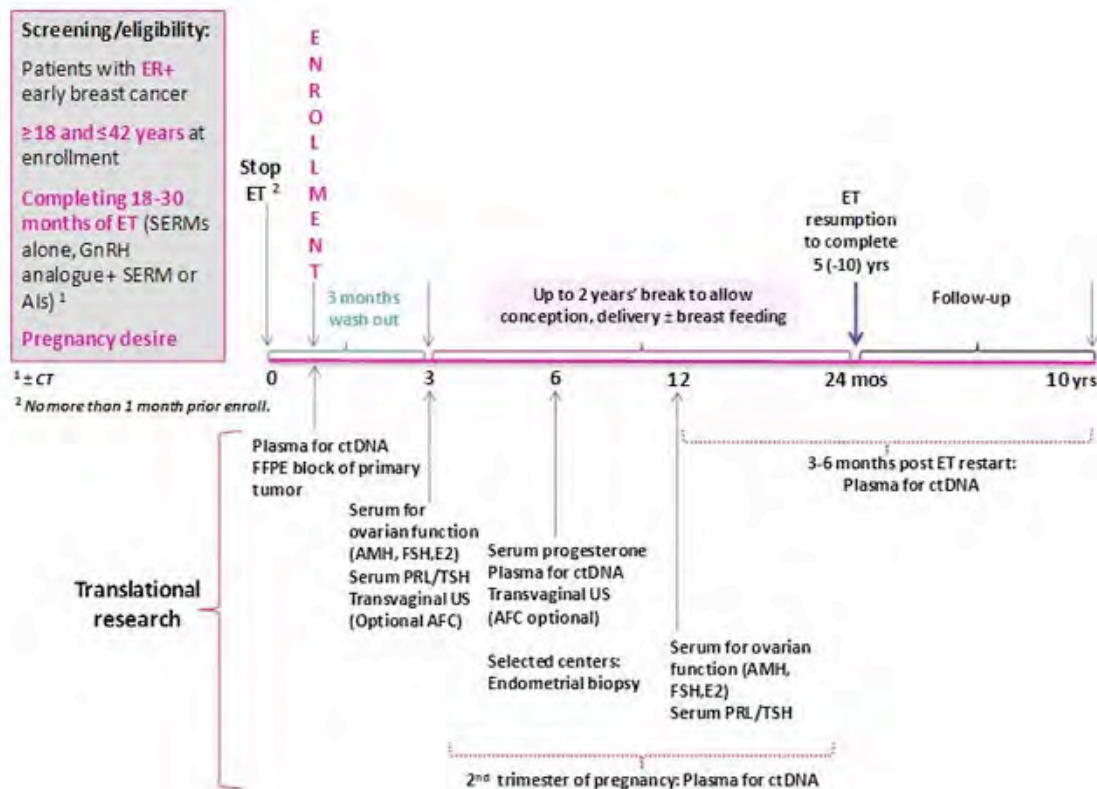 Screening/eligibility:
Patients with ER+
early breast cancer
≥18 and ≤42 years at
enrollment
Completing 18-30
months of ET (SERMs
alone, GnRH
analogue+ SERM or
AIs) 1
Pregnancy desire
1 ± CT
2 No more than 1 month prior enroll.
Stop
ET 2
ENROLLMENT
3 months
wash out
Up to 2 years' break to allow
conception, delivery ± breast feeding
ET
resumption
to complete
5 (-10) yrs
Follow-up
0 3 6 12 24 mos 10 yrs
Translational
research
Plasma for ctDNA
FFPE block of primary
tumor
Serum for
ovarian function
(AMH, FSH,E2)
Serum PRL/TSH
Transvaginal US
(Optional AFC)
Serum progesterone
Plasma for ctDNA
Transvaginal US
(AFC optional)
Selected centers:
Endometrial biopsy
Serum for ovarian
function (AMH,
FSH,E2)
Serum PRL/TSH
3-6 months post ET restart:
Plasma for ctDNA
2nd trimester of pregnancy: Plasma for ctDNA